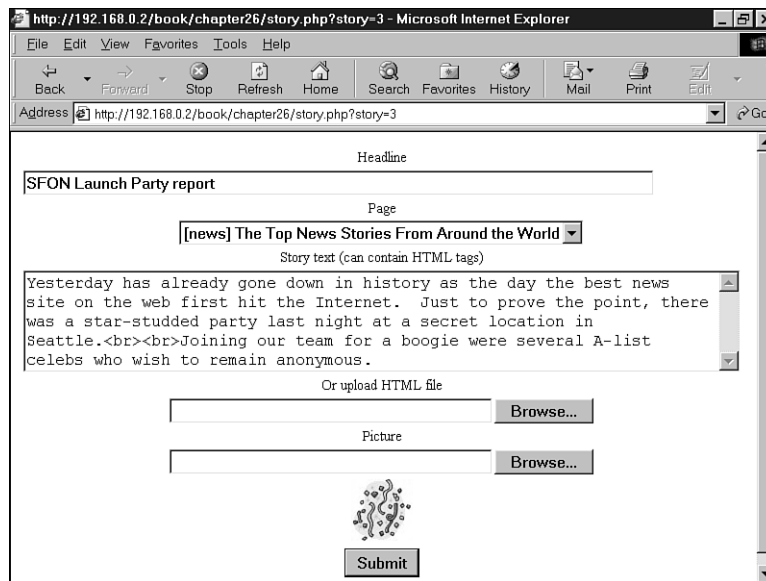 http://192.168.0.2/book/chapter26/story.php?story=3 - Microsoft Internet Explorer
File Edit View Favorites Tools Help
Back Forward Stop Refresh Home Search Favorites History Mail Print Edit
Address http://192.168.0.2/book/chapter26/story.php?story=3 Go
Headline
SFON Launch Party report
Page
[news] The Top News Stories From Around the World
Story text (can contain HTML tags)
Yesterday has already gone down in history as the day the best news
site on the web first hit the Internet.  Just to prove the point, there
was a star-studded party last night at a secret location in
Seattle.<br><br>Joining our team for a boogie were several A-list
celebs who wish to remain anonymous.
Or upload HTML file
Browse...
Picture
Browse...
Submit